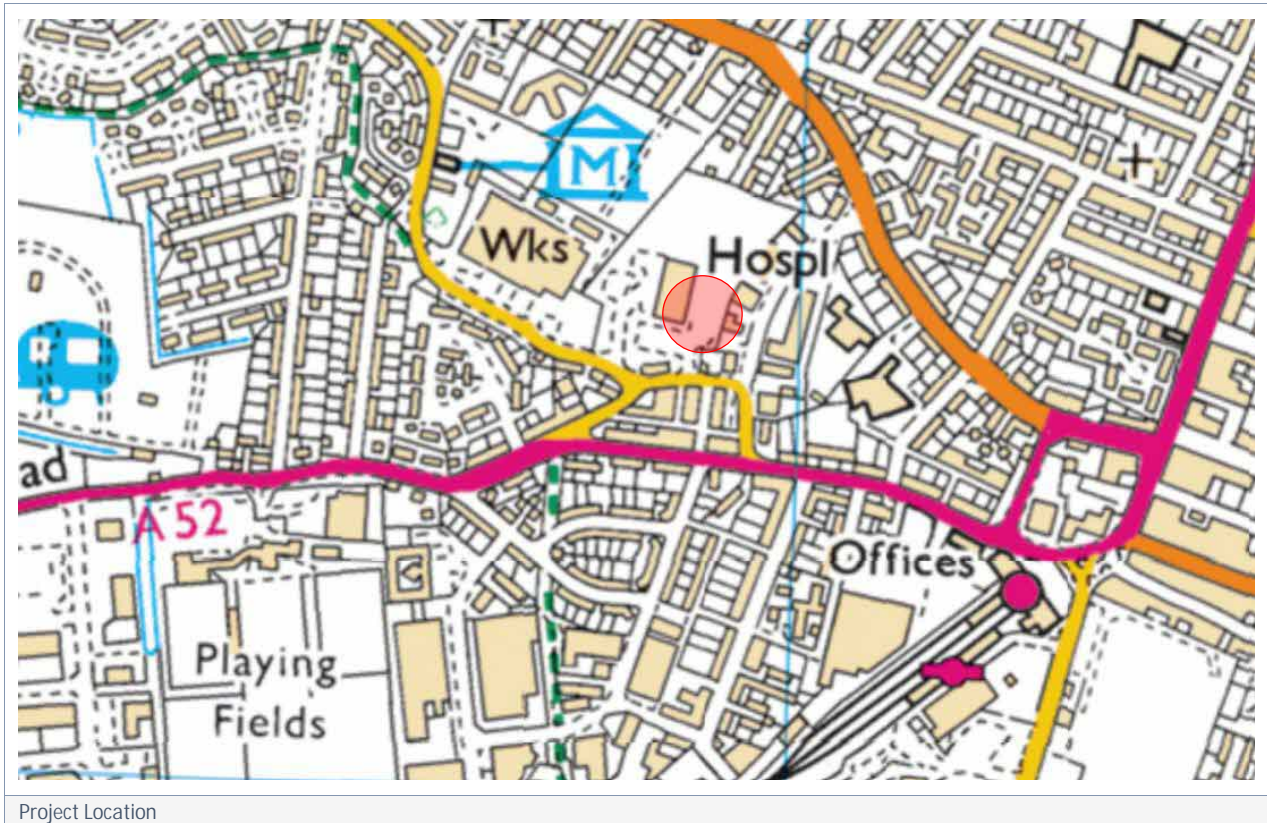 M
Wks
Hospl
R
ad
A 52
Offices
Playing
Fields
Project Location